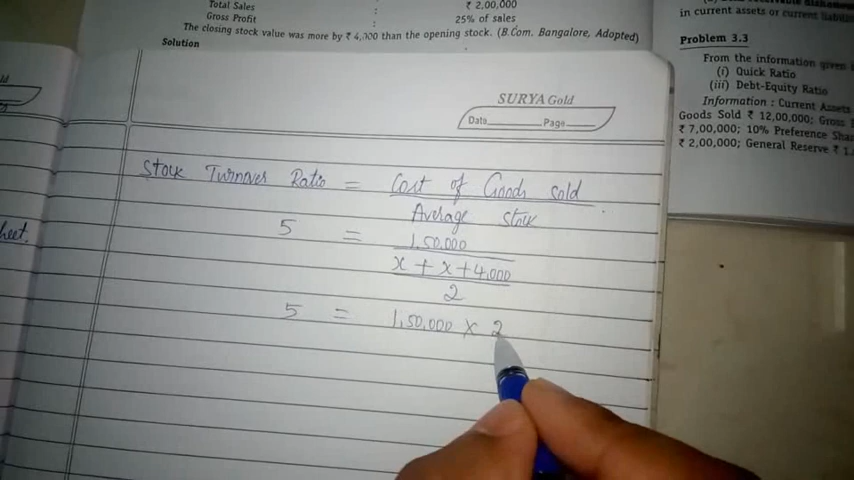 Total Sales : ₹ 2,00,000
Gross Profit : 25% of sales
The closing stock value was more by ₹ 4,000 than the opening stock. (B.Com. Bangalore, Adopted)
Solution
in current assets or current
Problem 3.3
From the information given
(i) Quick Ratio
(iii) Debt-Equity Ratio
Information : Current Assets
Goods Sold ₹ 12,00,000; Gross
₹ 7,00,000; 10% Preference
₹ 2,00,000; General Reserve ₹
SURYA Gold
Date Page
Stock Turnover Ratio = Cost of Goods sold
Average stock
5 = 1,50,000
x + x + 4,000
2
5 = 1,50,000 x 2